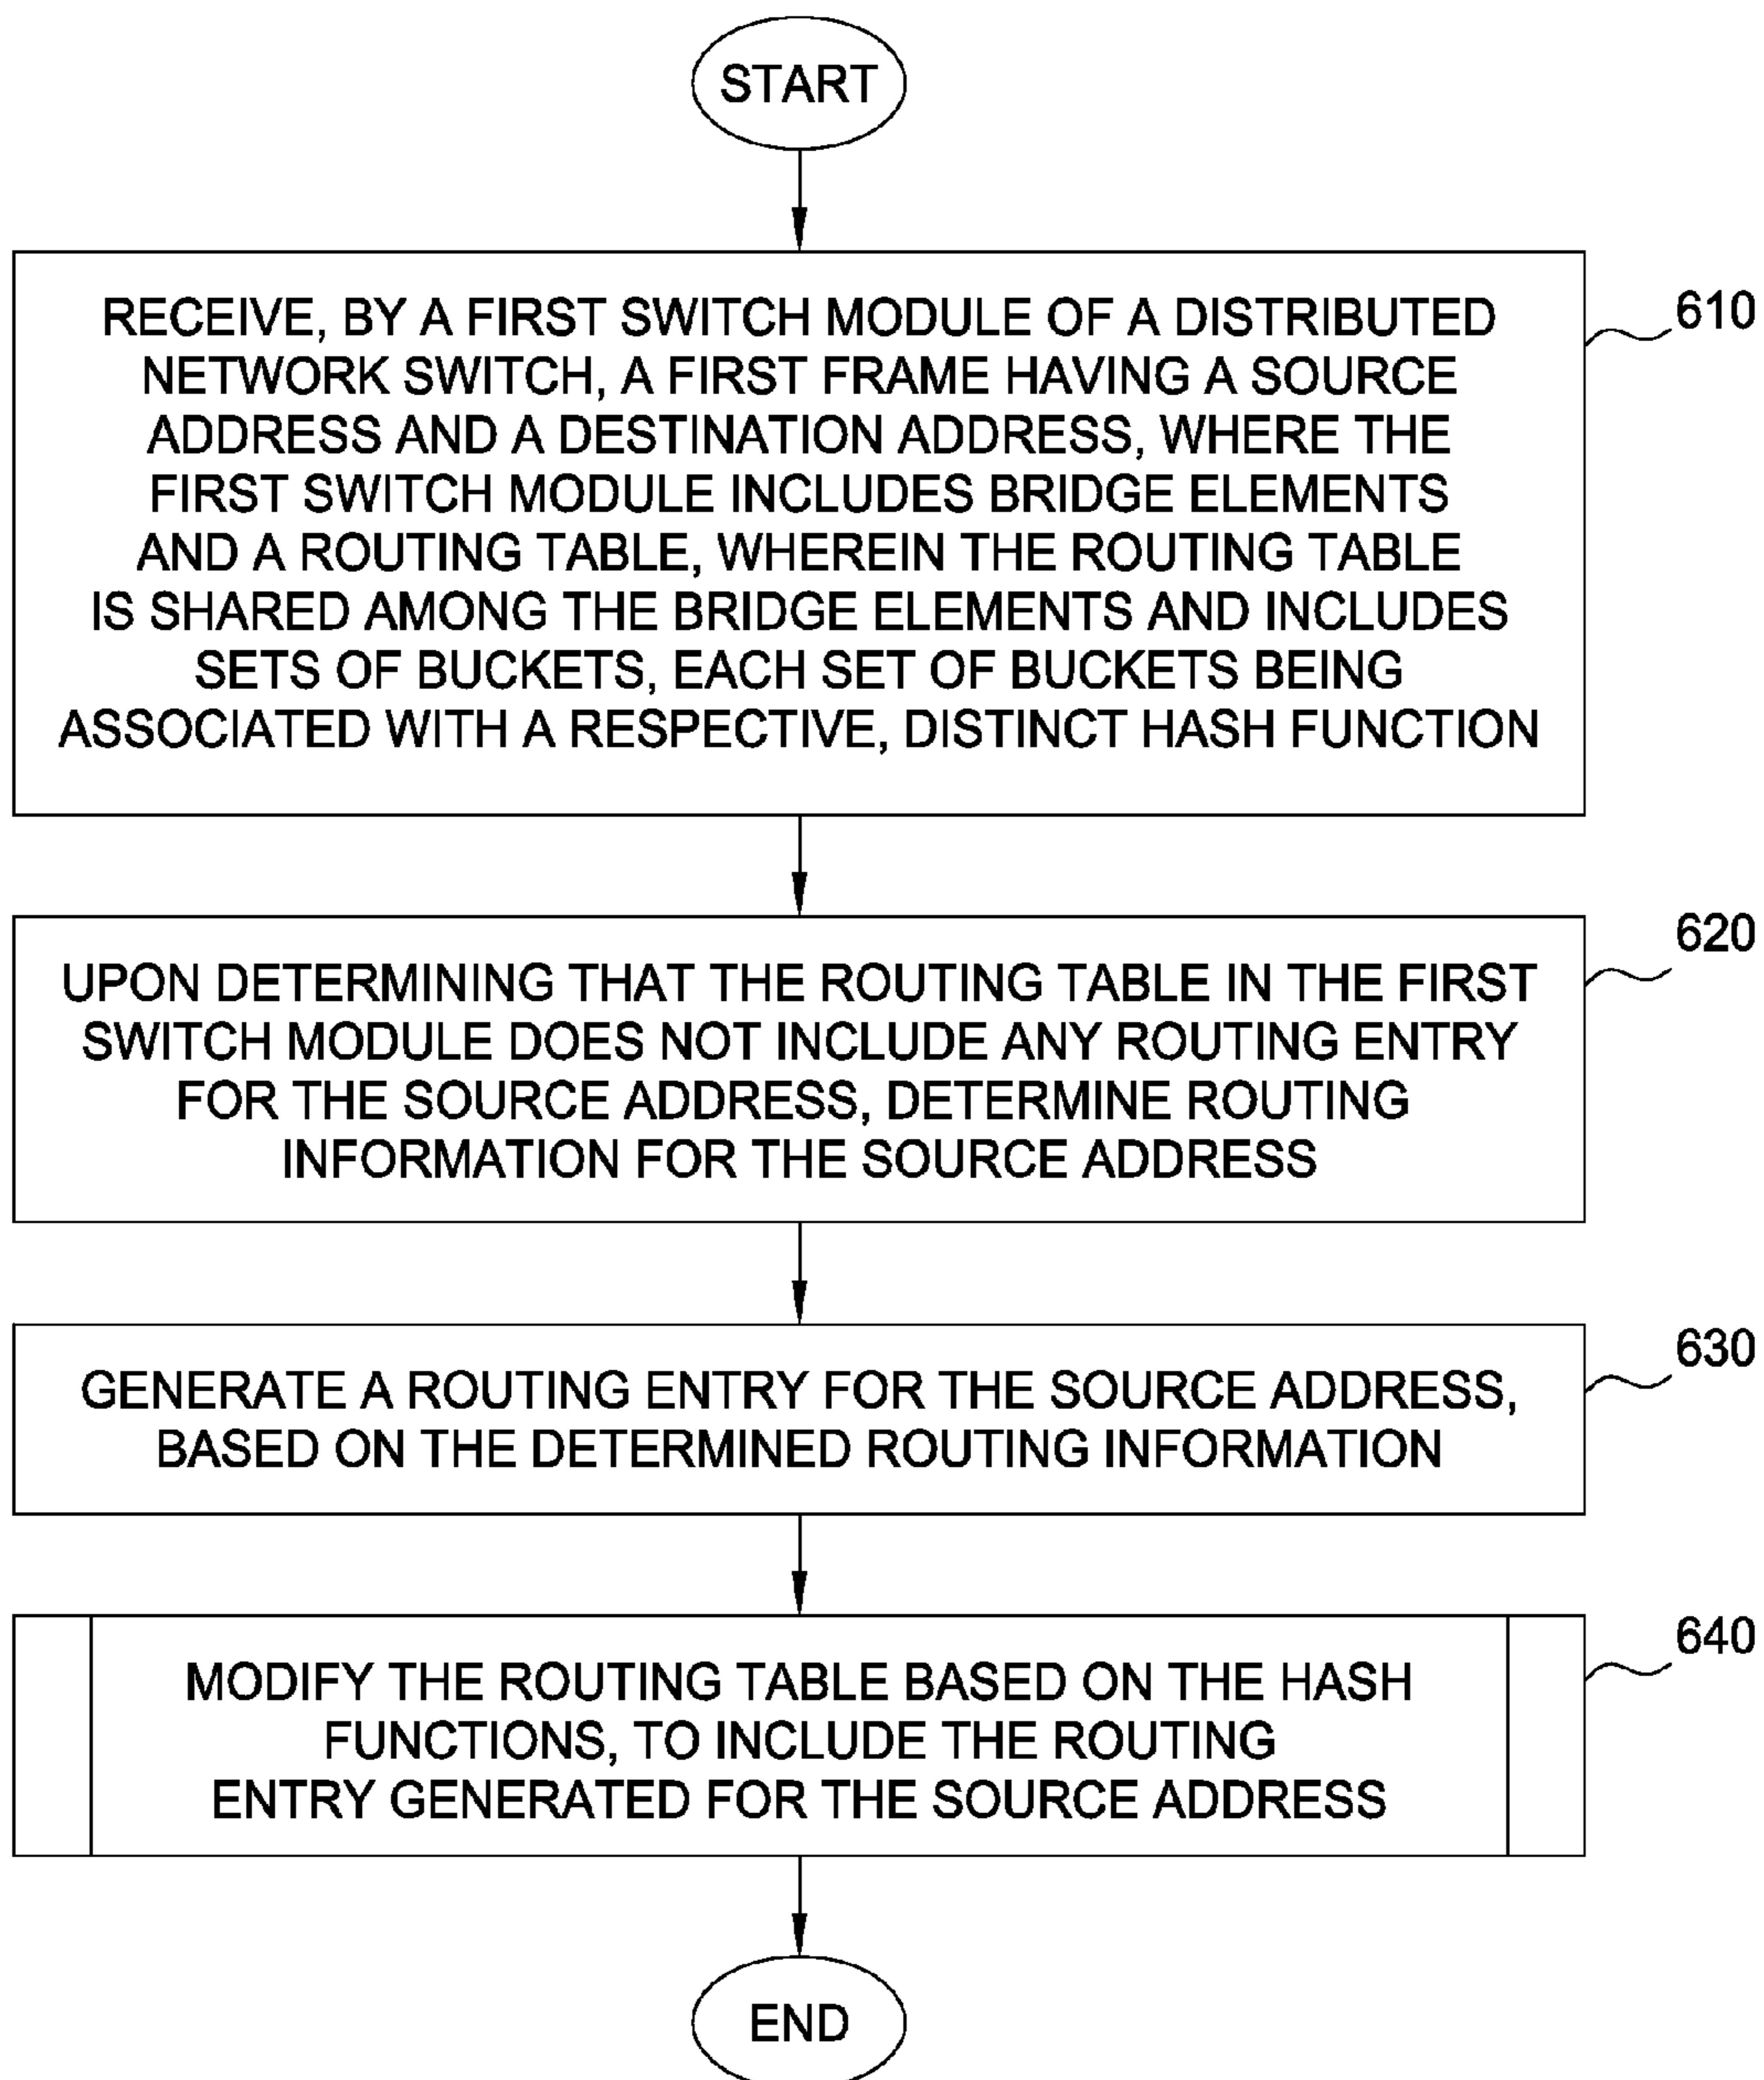 START
RECEIVE, BY A FIRST SWITCH MODULE OF A DISTRIBUTED
NETWORK SWITCH, A FIRST FRAME HAVING A SOURCE
ADDRESS AND A DESTINATION ADDRESS, WHERE THE
FIRST SWITCH MODULE INCLUDES BRIDGE ELEMENTS
AND A ROUTING TABLE, WHEREIN THE ROUTING TABLE
IS SHARED AMONG THE BRIDGE ELEMENTS AND INCLUDES
SETS OF BUCKETS, EACH SET OF BUCKETS BEING
ASSOCIATED WITH A RESPECTIVE, DISTINCT HASH FUNCTION
610
UPON DETERMINING THAT THE ROUTING TABLE IN THE FIRST
SWITCH MODULE DOES NOT INCLUDE ANY ROUTING ENTRY
FOR THE SOURCE ADDRESS, DETERMINE ROUTING
INFORMATION FOR THE SOURCE ADDRESS
620
GENERATE A ROUTING ENTRY FOR THE SOURCE ADDRESS,
BASED ON THE DETERMINED ROUTING INFORMATION
630
MODIFY THE ROUTING TABLE BASED ON THE HASH
FUNCTIONS, TO INCLUDE THE ROUTING
ENTRY GENERATED FOR THE SOURCE ADDRESS
640
END